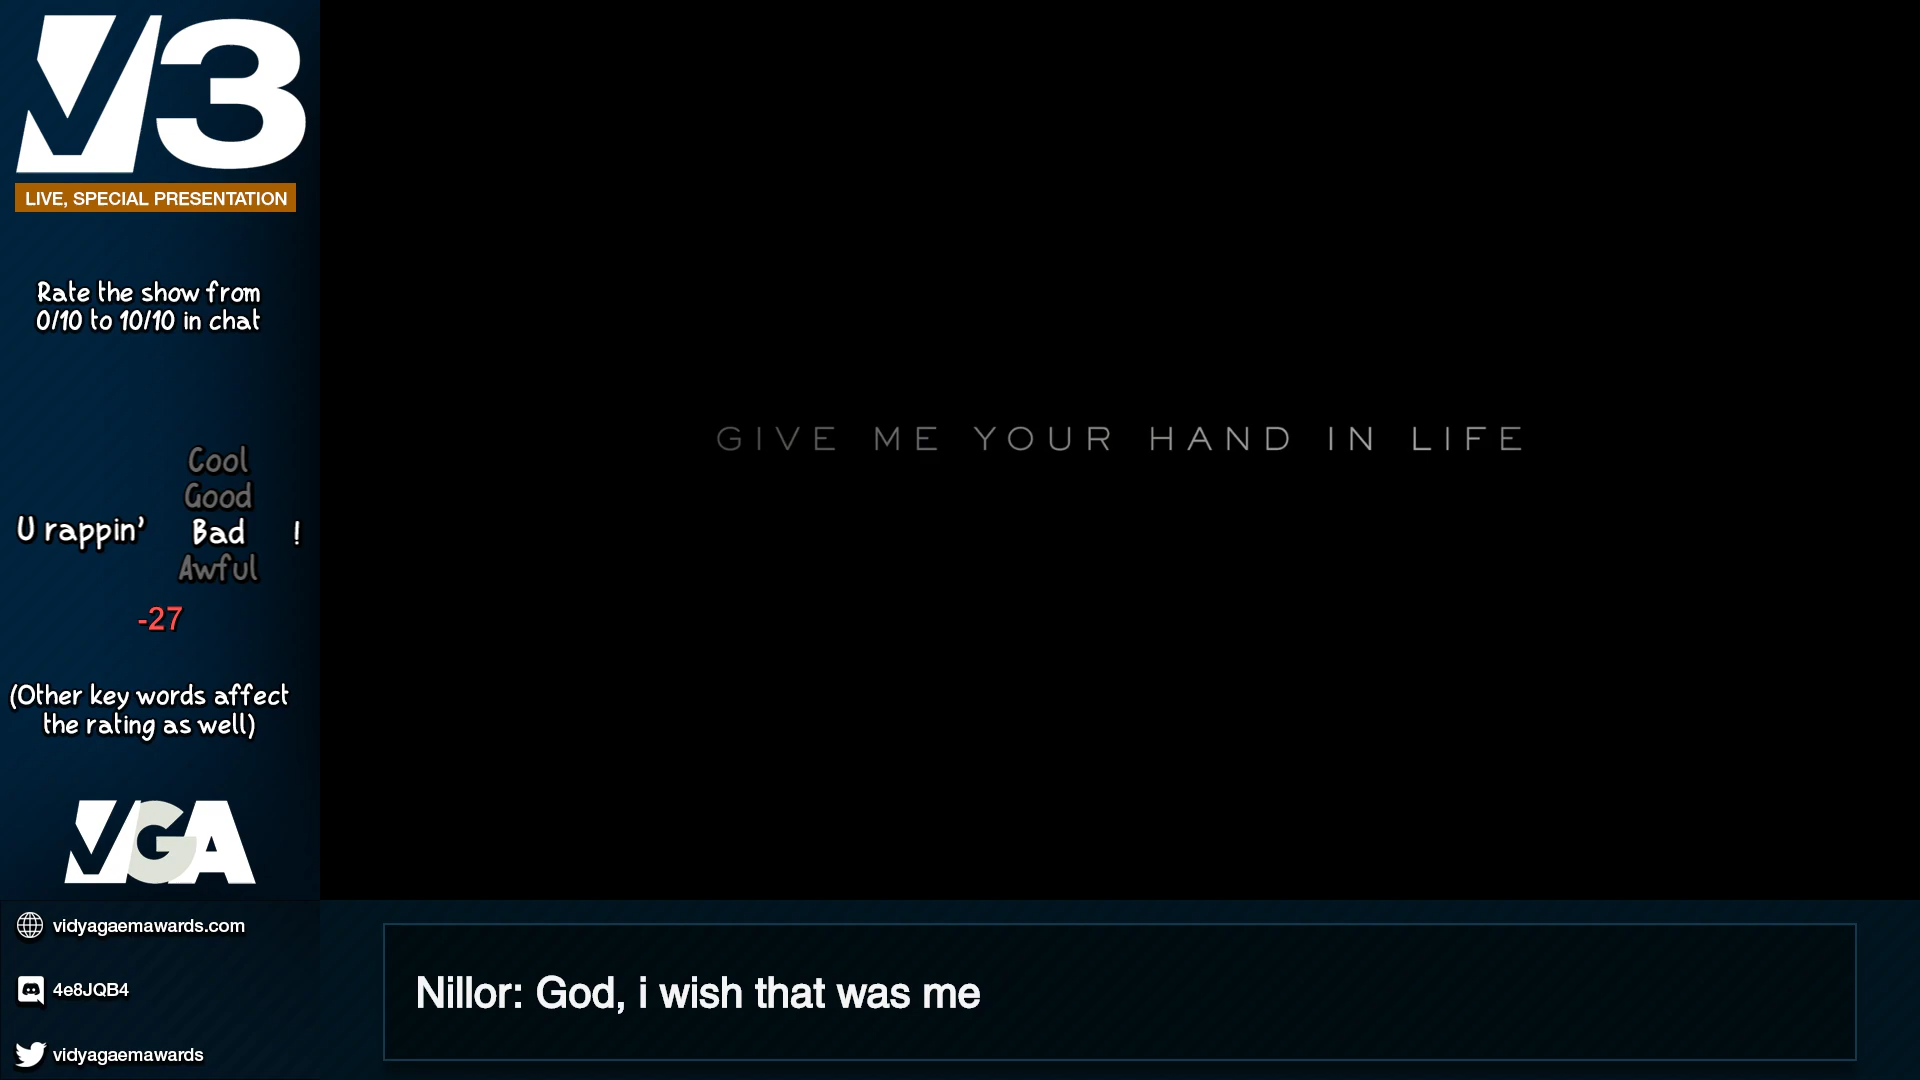 V3
LIVE, SPECIAL PRESENTATION
Rate the show from
0/10 to 10/10 in chat
Cool
Good
U rappin' Bad !
Awful
-27
(Other key words affect
the rating as well)
VGA
vidyagaemawards.com
4e8JQB4
vidyagaemawards
GIVE ME YOUR HAND IN LIFE
Nillor: God, i wish that was me